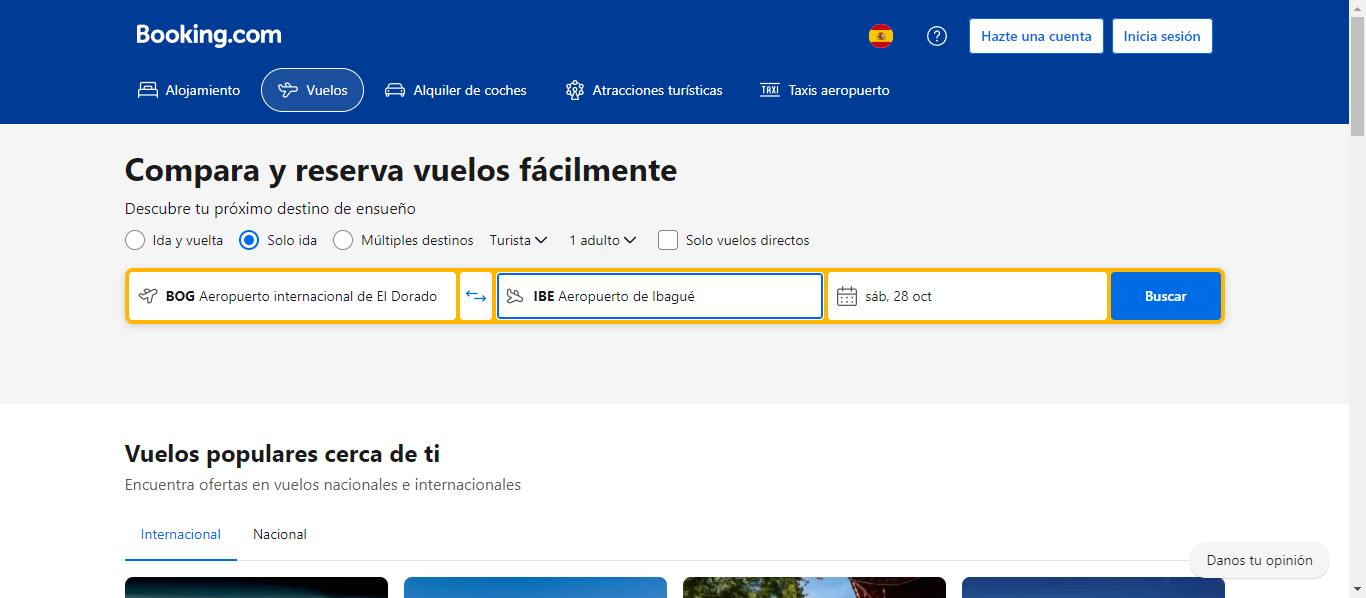 Booking.com
Hazte una cuenta
Inicia sesión
Alojamiento
Vuelos
Alquiler de coches
Atracciones turísticas
TAXI
Taxis aeropuerto
Compara y reserva vuelos fácilmente
Descubre tu próximo destino de ensueño
Ida y vuelta
Solo ida
Múltiples destinos
Turista
1 adulto
Solo vuelos directos
BOG Aeropuerto internacional de El Dorado
IBE Aeropuerto de Ibagué
sáb, 28 oct
Buscar
Vuelos populares cerca de ti
Encuentra ofertas en vuelos nacionales e internacionales
Internacional
Nacional
Danos tu opinión